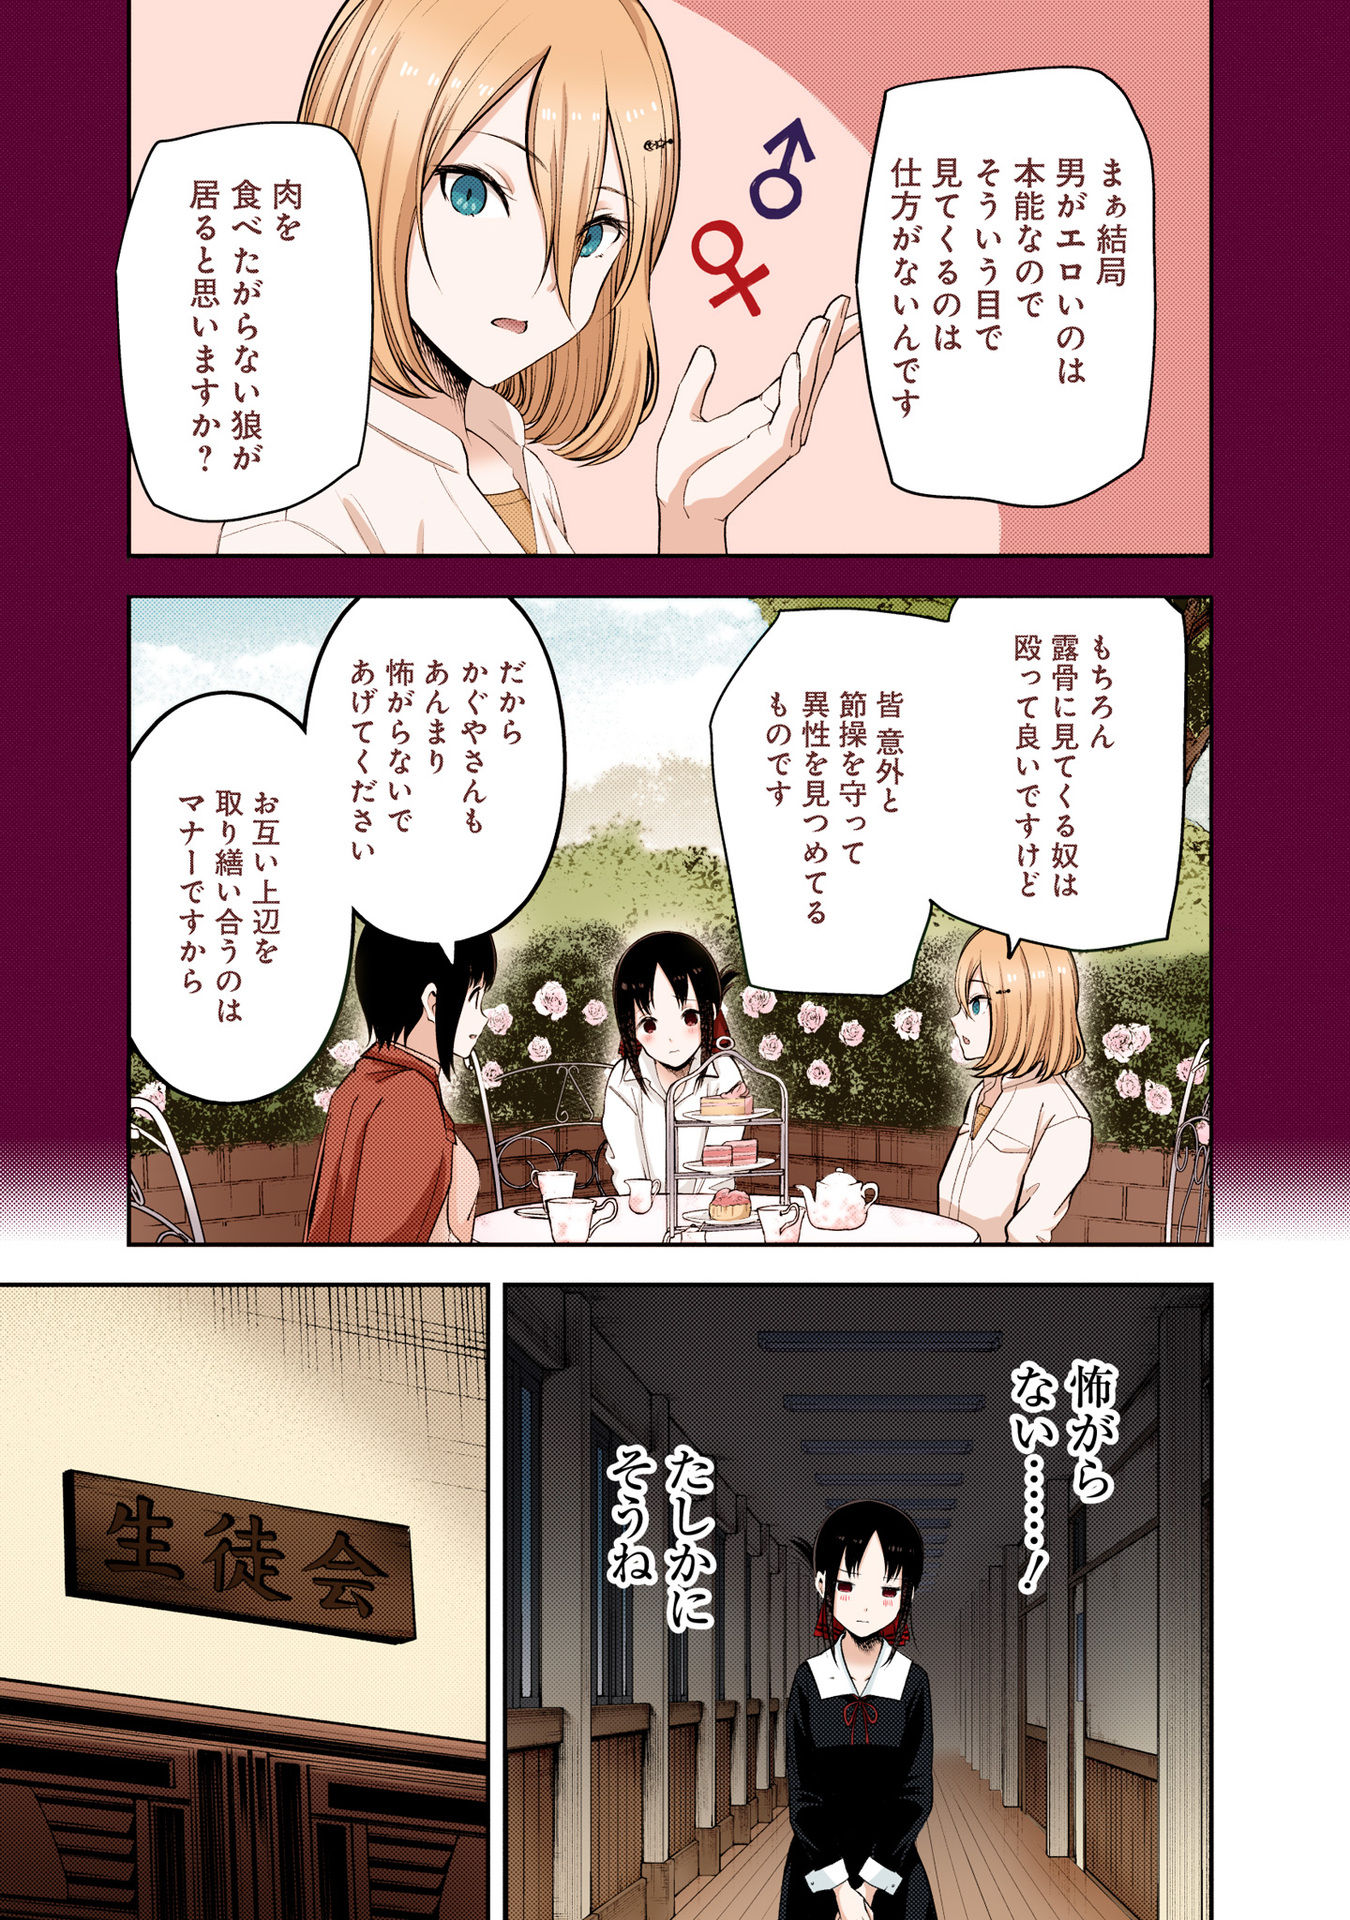 まぁ結局
男がエロいのは
本能なので
そういう目で
見てくるのは
仕方がないんです
肉を
食べたがらない狼が
居ると思いますか？
もちろん
露骨に見てくる奴は
殴って良いですけど
皆 意外と
節操を守って
異性を見つめてる
ものです
だから
かぐやさんも
あんまり
怖がらないで
あげてください
お互い上辺を
取り繕い合うのは
マナーですから
怖がら
ない………！
たしかに
そうね
生徒会